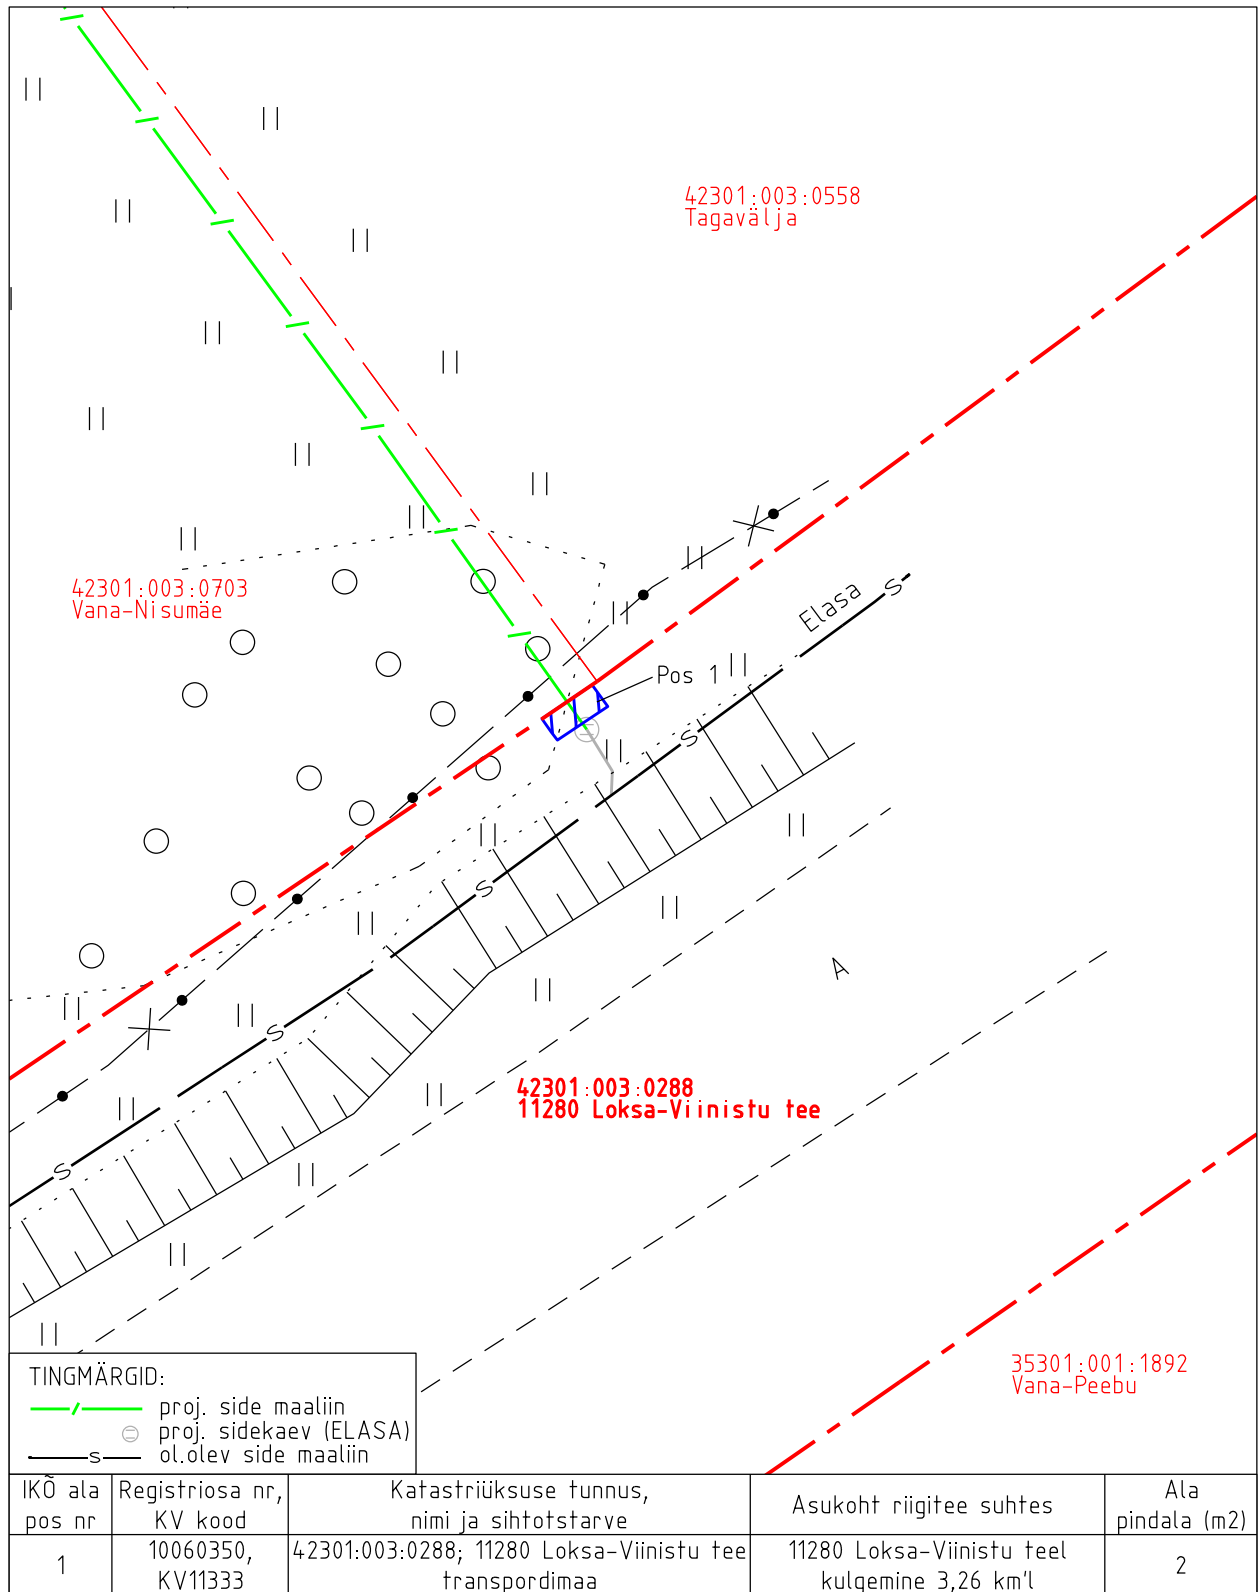 42301:003:0558
Tagavälja
42301:003:0703
Vana-Nisumäe
Elasa
S
Pos 1
S
S
A
S
42301:003:0288
11280 Loksa-Viinistu tee
S
35301:001:1892
Vana-Peebu
TINGMÄRGID:
proj. side maaliin
proj. sidekaev (ELASA)
S ol.olev side maaliin
IKÕ ala pos nr
Registriosa nr, KV kood
Katastriüksuse tunnus, nimi ja sihtotstarve
Asukoht riigitee suhtes
Ala pindala (m2)
1
10060350, KV11333
42301:003:0288; 11280 Loksa-Viinistu tee transpordimaa
11280 Loksa-Viinistu teel kulgemine 3,26 km'l
2